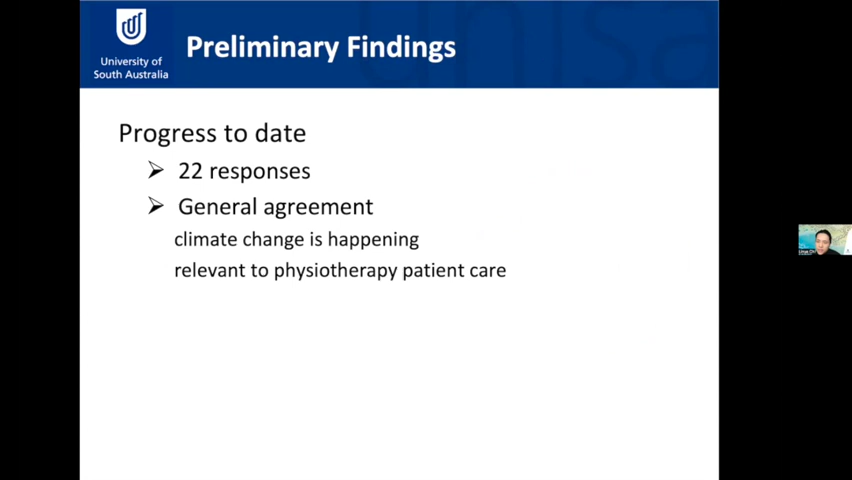 University of
South Australia
Preliminary Findings
Progress to date
➢ 22 responses
➢ General agreement
climate change is happening
relevant to physiotherapy patient care